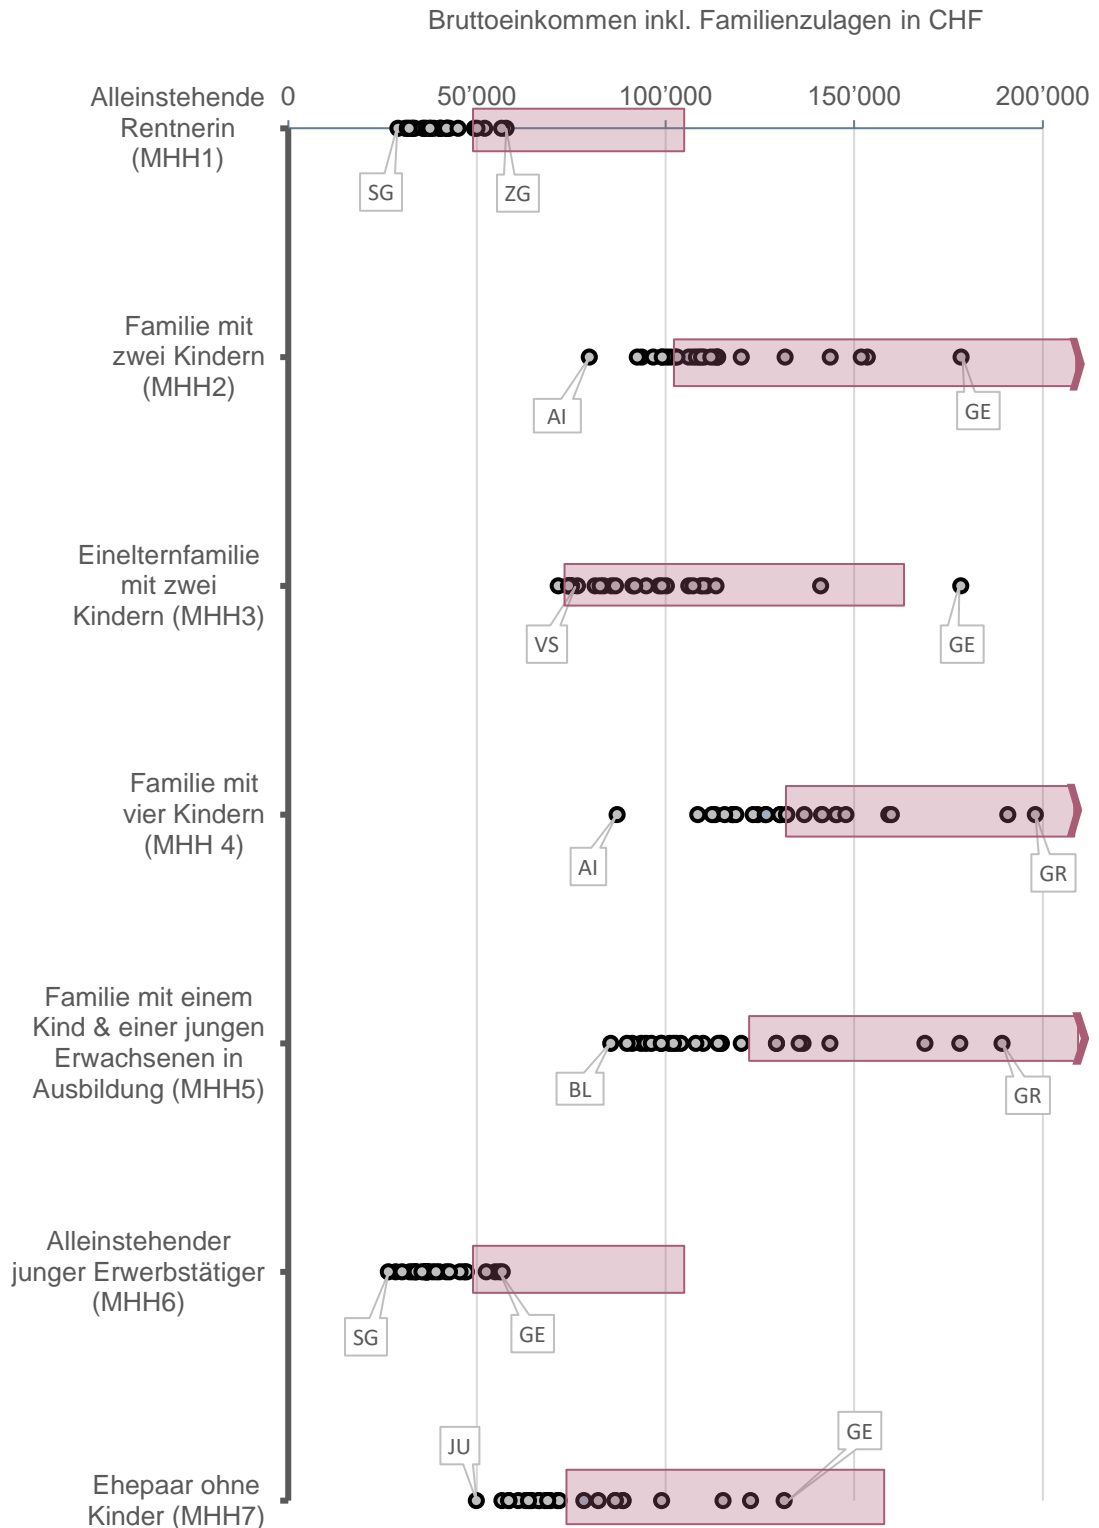 Bruttoeinkommen inkl. Familienzulagen in CHF
0 50’000 100’000 150’000 200’000
Alleinstehende
Rentnerin
(MHH1)
SG
ZG
Familie mit
zwei Kindern
(MHH2)
AI
GE
Einelternfamilie
mit zwei
Kindern (MHH3)
VS
GE
Familie mit
vier Kindern
(MHH 4)
AI
GR
Familie mit einem
Kind & einer jungen
Erwachsenen in
Ausbildung (MHH5)
BL
GR
Alleinstehender
junger Erwerbstätiger
(MHH6)
SG
GE
JU
GE
Ehepaar ohne
Kinder (MHH7)